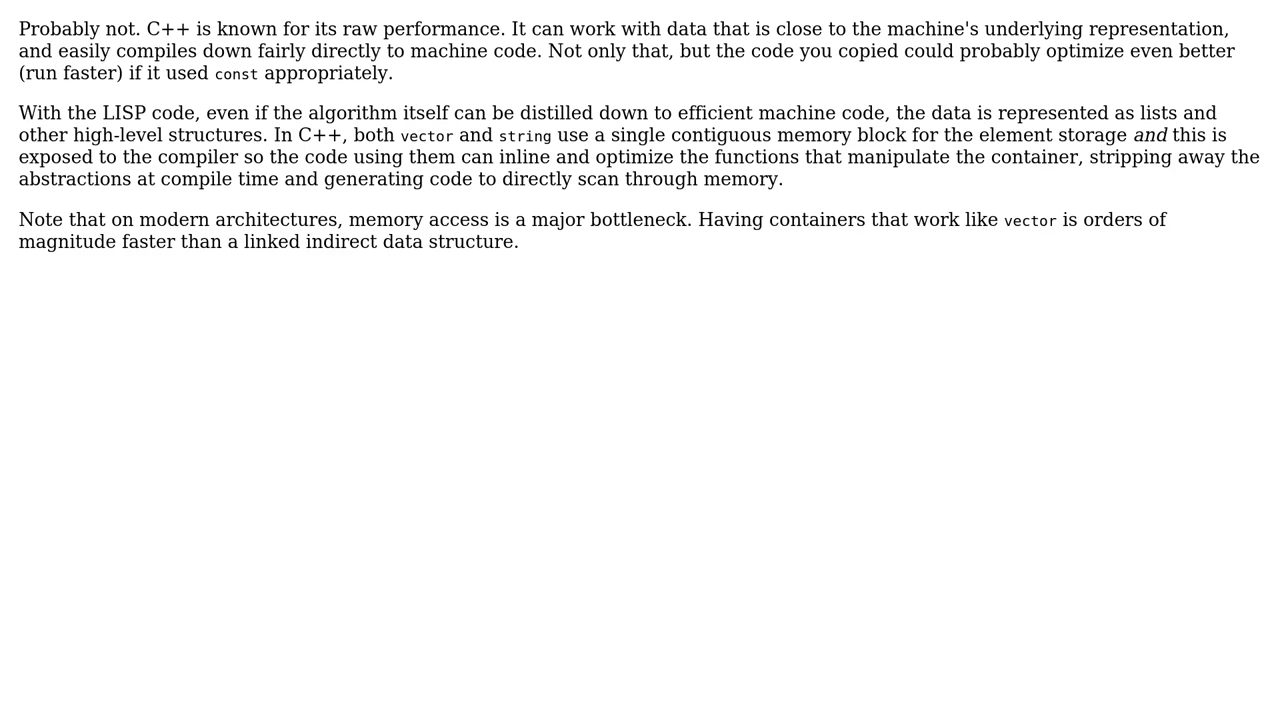 Probably not. C++ is known for its raw performance. It can work with data that is close to the machine's underlying representation,
and easily compiles down fairly directly to machine code. Not only that, but the code you copied could probably optimize even better
(run faster) if it used const appropriately.
With the LISP code, even if the algorithm itself can be distilled down to efficient machine code, the data is represented as lists and
other high-level structures. In C++, both vector and string use a single contiguous memory block for the element storage and this is
exposed to the compiler so the code using them can inline and optimize the functions that manipulate the container, stripping away the
abstractions at compile time and generating code to directly scan through memory.
Note that on modern architectures, memory access is a major bottleneck. Having containers that work like vector is orders of
magnitude faster than a linked indirect data structure.